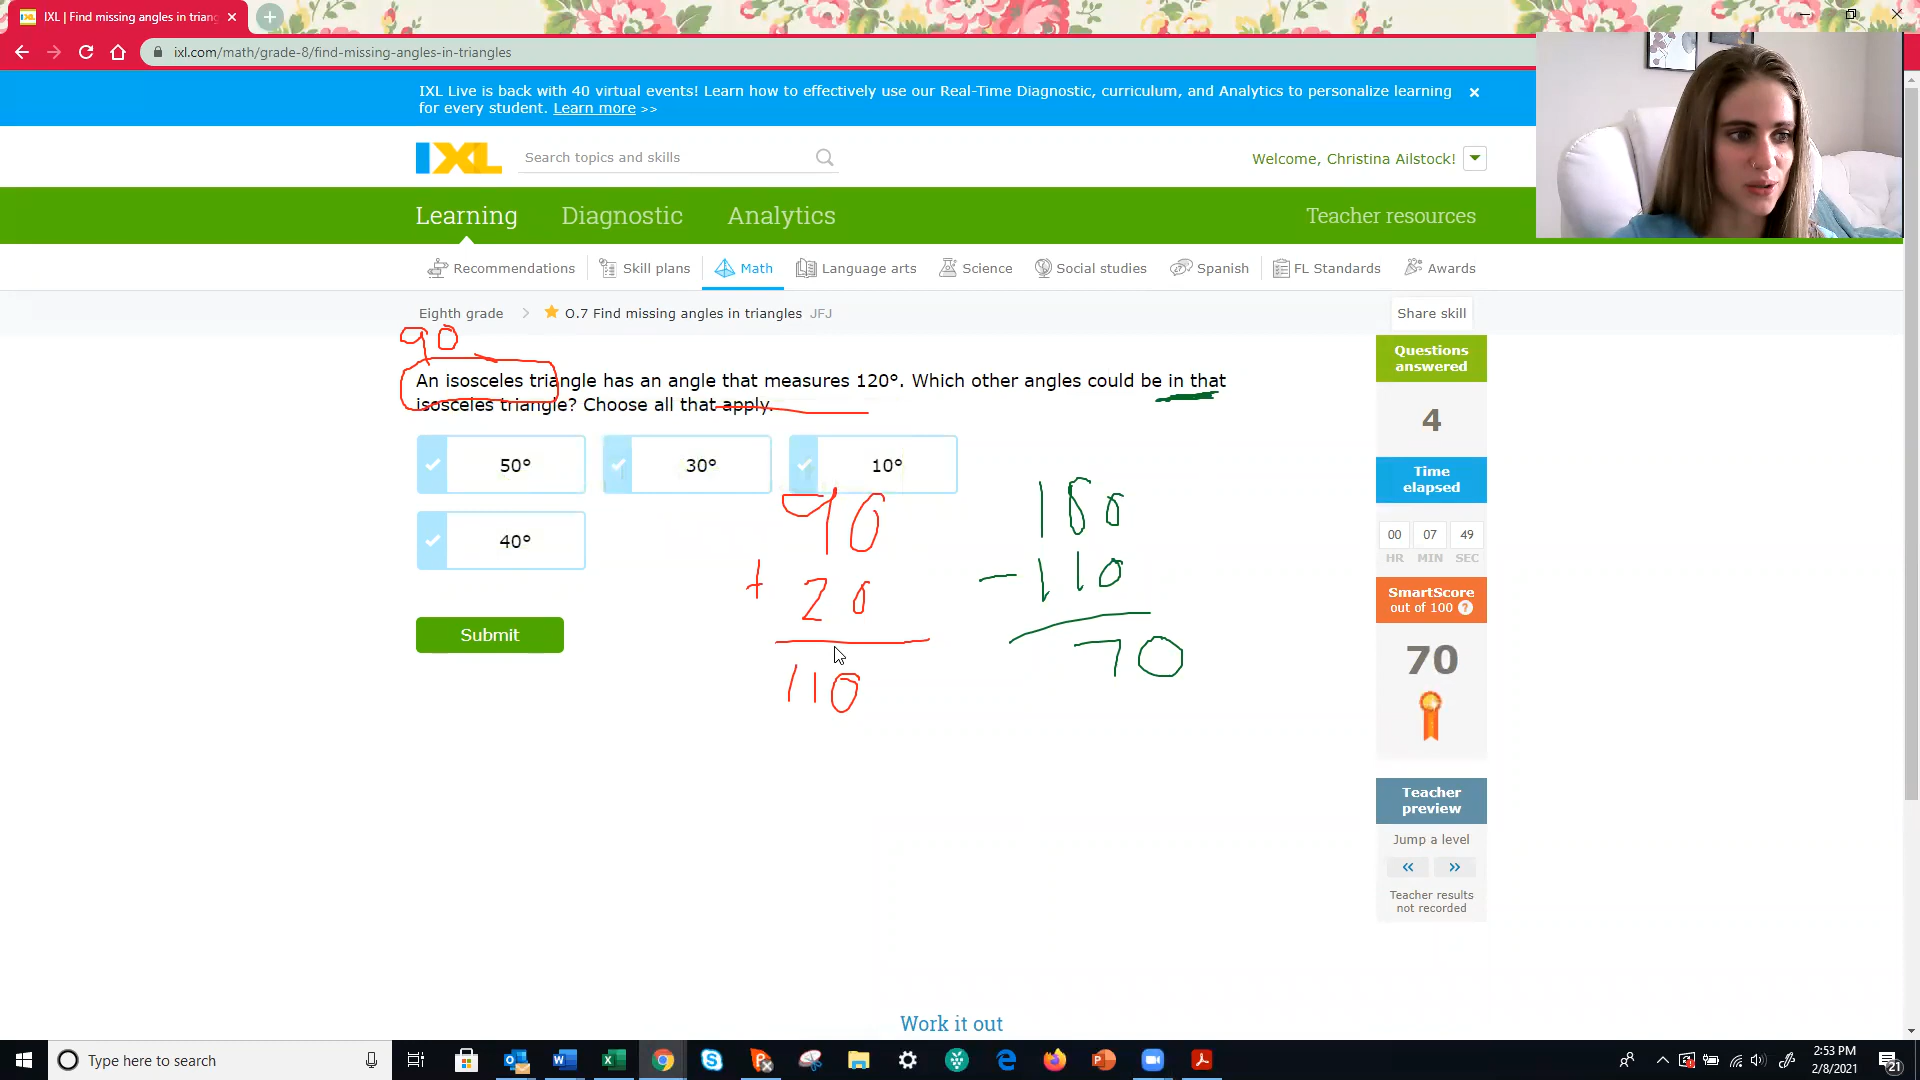 IXL | Find missing angles in triang
ixl.com/math/grade-8/find-missing-angles-in-triangles
IXL Live is back with 40 virtual events! Learn how to effectively use our Real-Time Diagnostic, curriculum, and Analytics to personalize learning
for every student. Learn more >>
IXL
Search topics and skills
Welcome, Christina Ailstock!
Learning Diagnostic Analytics Teacher resources
Recommendations Skill plans Math Language arts Science Social studies Spanish FL Standards Awards
Eighth grade > O.7 Find missing angles in triangles JFJ
Share skill
90
An isosceles triangle has an angle that measures 120°. Which other angles could be in that
isosceles triangle? Choose all that apply.
50° 30° 10°
40°
Submit
90
+ 20
110
180
- 110
70
Questions
answered
4
Time
elapsed
00 07 49
HR MIN SEC
SmartScore
out of 100 ?
70
Teacher
preview
Jump a level
<< >>
Teacher results
not recorded
Work it out
Type here to search
2:53 PM
2/8/2021
21